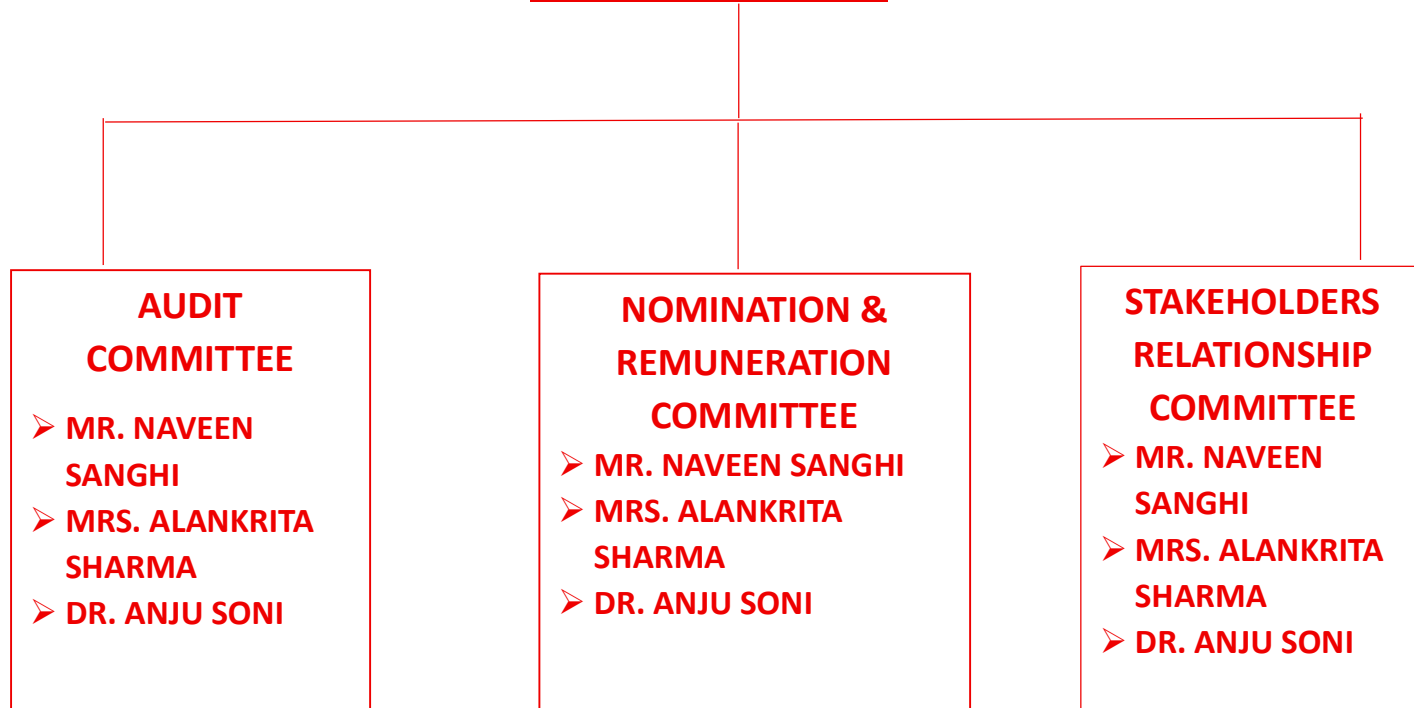 AUDIT
COMMITTEE
➢ MR. NAVEEN
SANGHI
➢ MRS. ALANKRITA
SHARMA
➢ DR. ANJU SONI
NOMINATION &
REMUNERATION
COMMITTEE
➢ MR. NAVEEN SANGHI
➢ MRS. ALANKRITA
SHARMA
➢ DR. ANJU SONI
STAKEHOLDERS
RELATIONSHIP
COMMITTEE
➢ MR. NAVEEN
SANGHI
➢ MRS. ALANKRITA
SHARMA
➢ DR. ANJU SONI